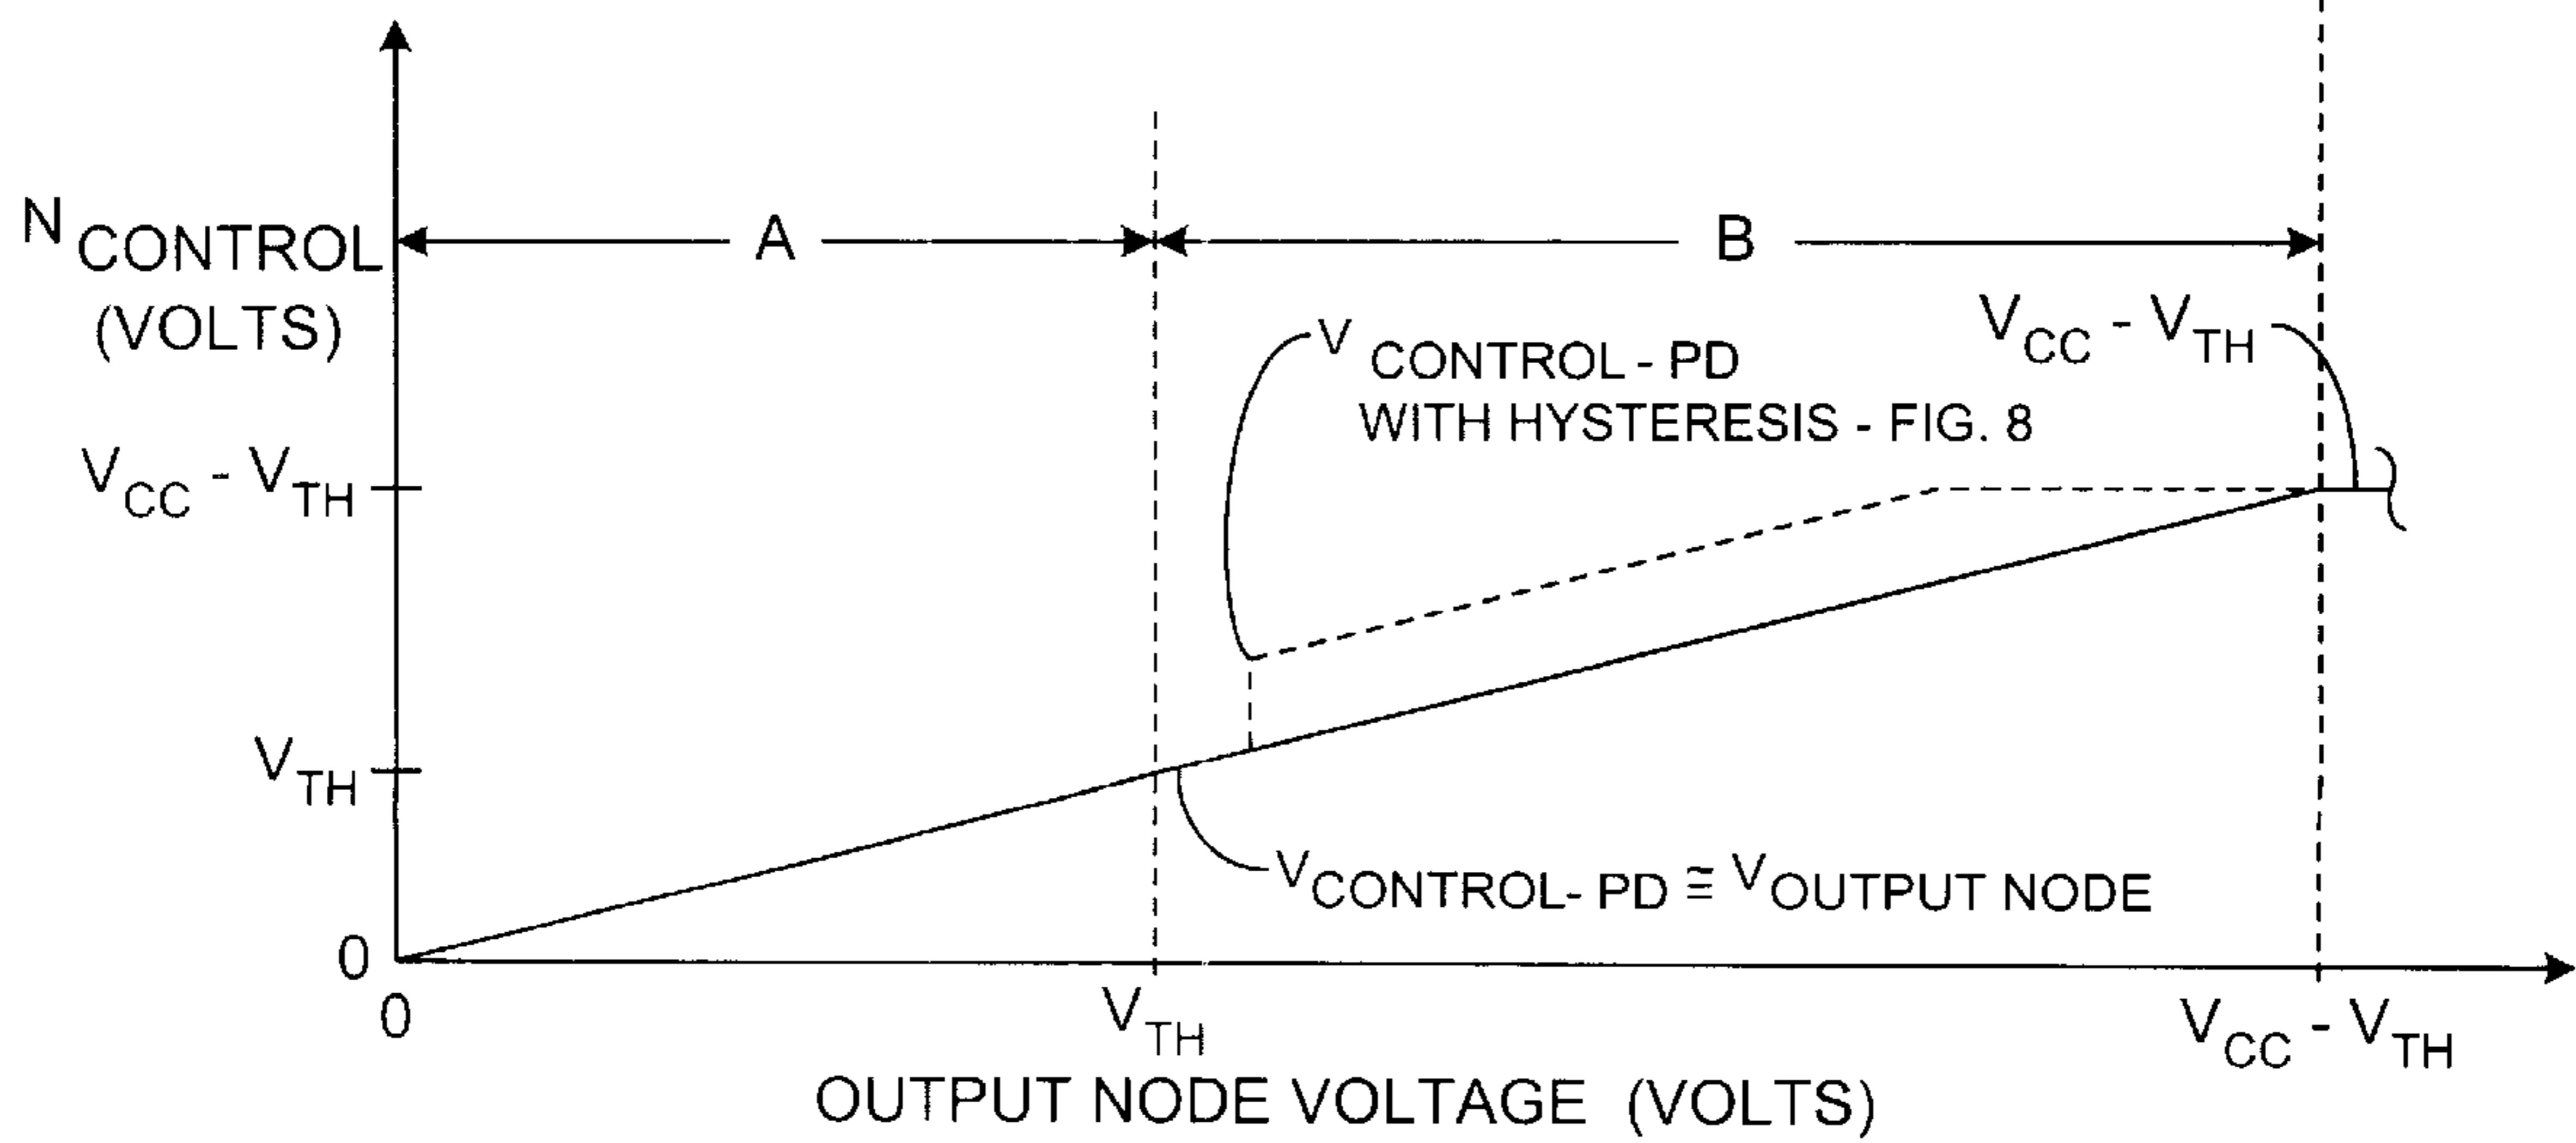 N CONTROL
(VOLTS)
A
B
V CONTROL - PD
WITH HYSTERESIS - FIG. 8
VCC - VTH
VCC - VTH
VTH
VCONTROL- PD ≅ VOUTPUT NODE
0
0
VTH
VCC - VTH
OUTPUT NODE VOLTAGE (VOLTS)